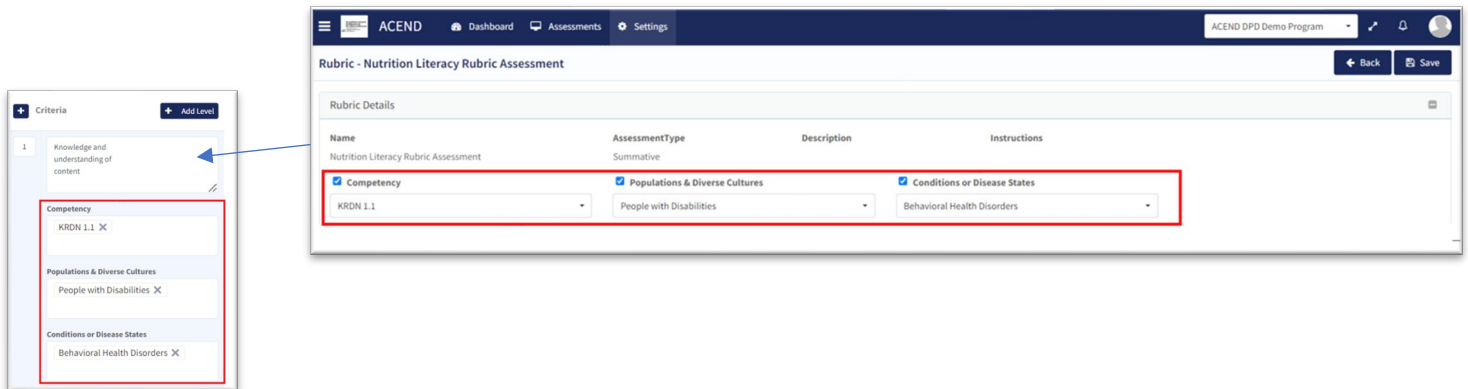 Criteria
Add Level
1
Knowledge and
understanding of
content
Competency
KRDN 1.1
Populations & Diverse Cultures
People with Disabilities
Conditions or Disease States
Behavioral Health Disorders
ACEND
Dashboard
Assessments
Settings
ACEND DPD Demo Program
Rubric - Nutrition Literacy Rubric Assessment
Back
Save
Rubric Details
Name
AssessmentType
Description
Instructions
Nutrition Literacy Rubric Assessment
Summative
Competency
Populations & Diverse Cultures
Conditions or Disease States
KRDN 1.1
People with Disabilities
Behavioral Health Disorders